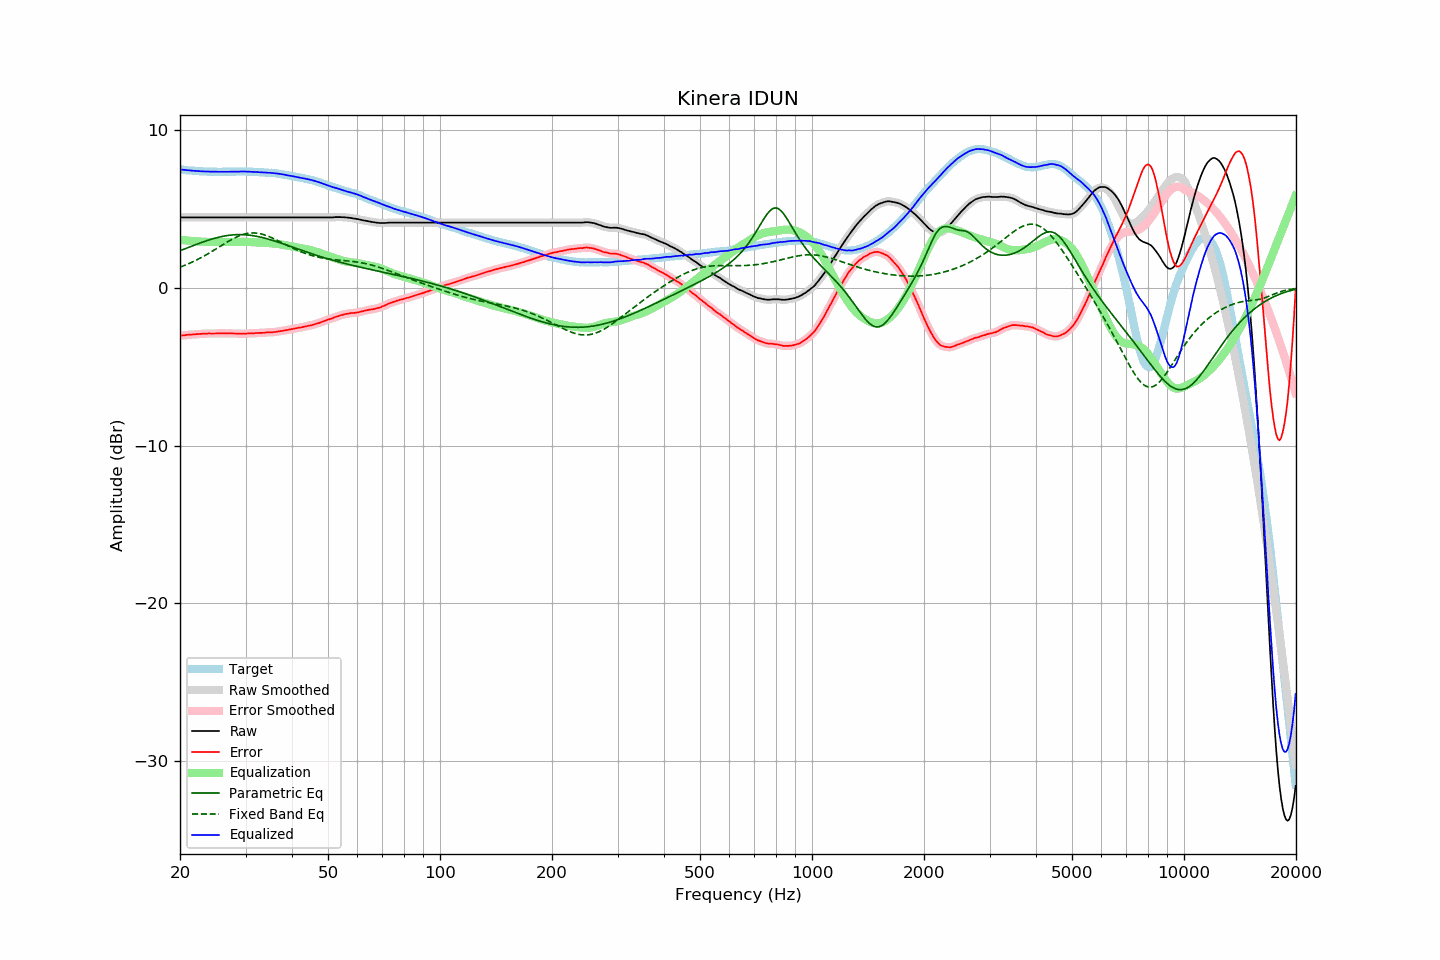 Kinera IDUN
10
0
−10
−20
−30
Amplitude (dBr)
Target
Raw Smoothed
Error Smoothed
Raw
Error
Equalization
Parametric Eq
Fixed Band Eq
Equalized
20 50 100 200 500 1000 2000 5000 10000 20000
Frequency (Hz)